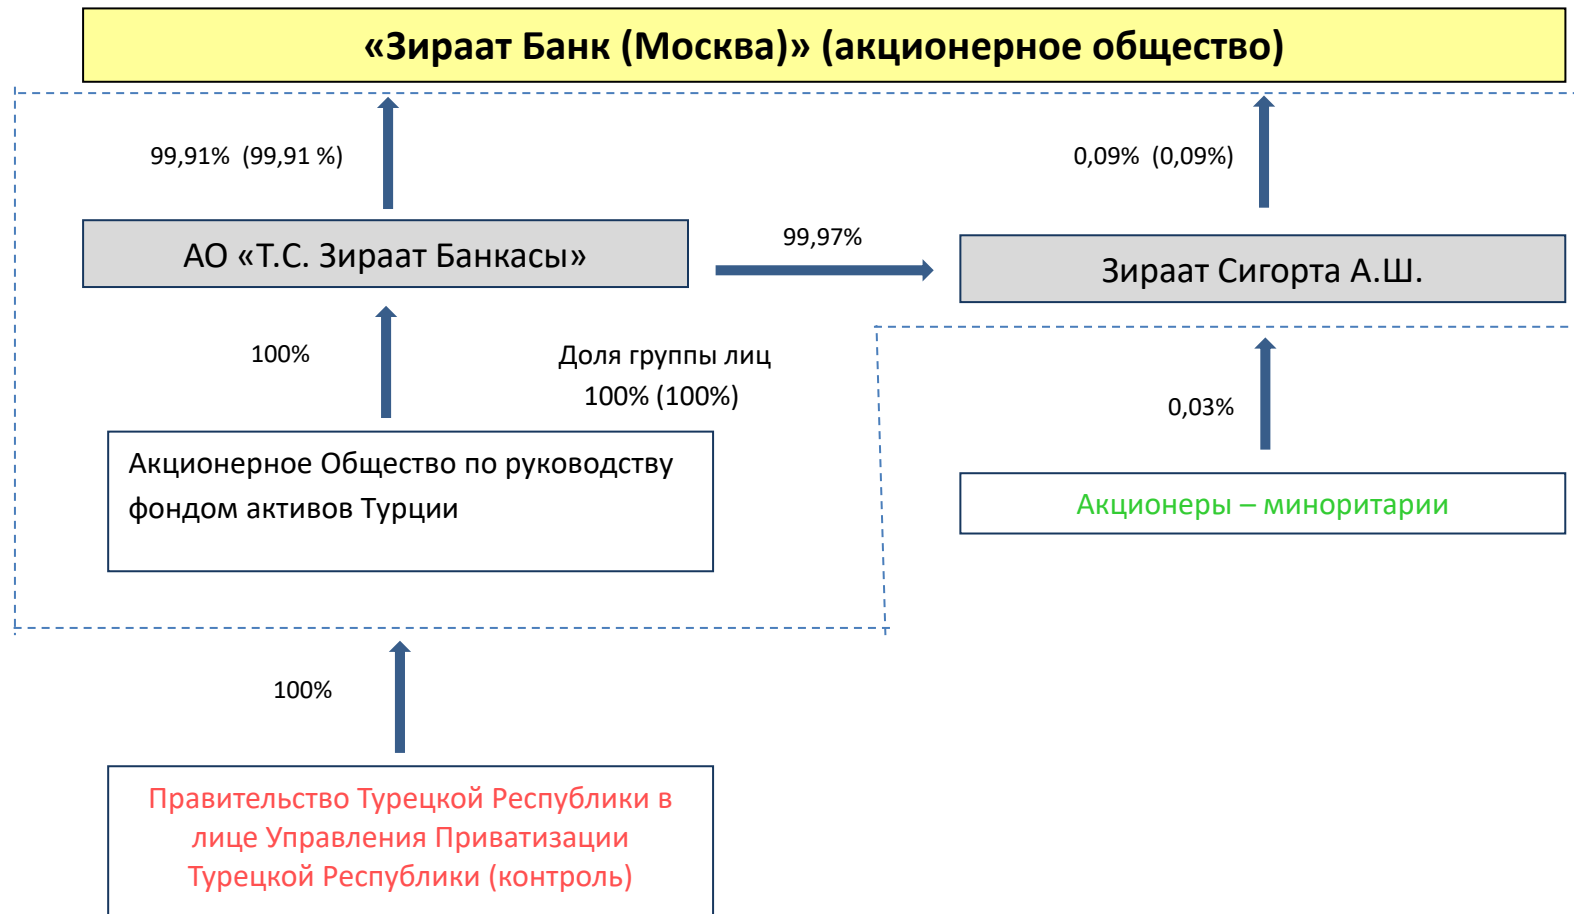 «Зираат Банк (Москва)» (акционерное общество)
99,91%  (99,91 %)
0,09%  (0,09%)
АО «Т.С. Зираат Банкасы»
99,97%
Зираат Сигорта А.Ш.
100%
Доля группы лиц
100% (100%)
0,03%
Акционерное Общество по руководству
фондом активов Турции
Акционеры – миноритарии
100%
Правительство Турецкой Республики в
лице Управления Приватизации
Турецкой Республики (контроль)